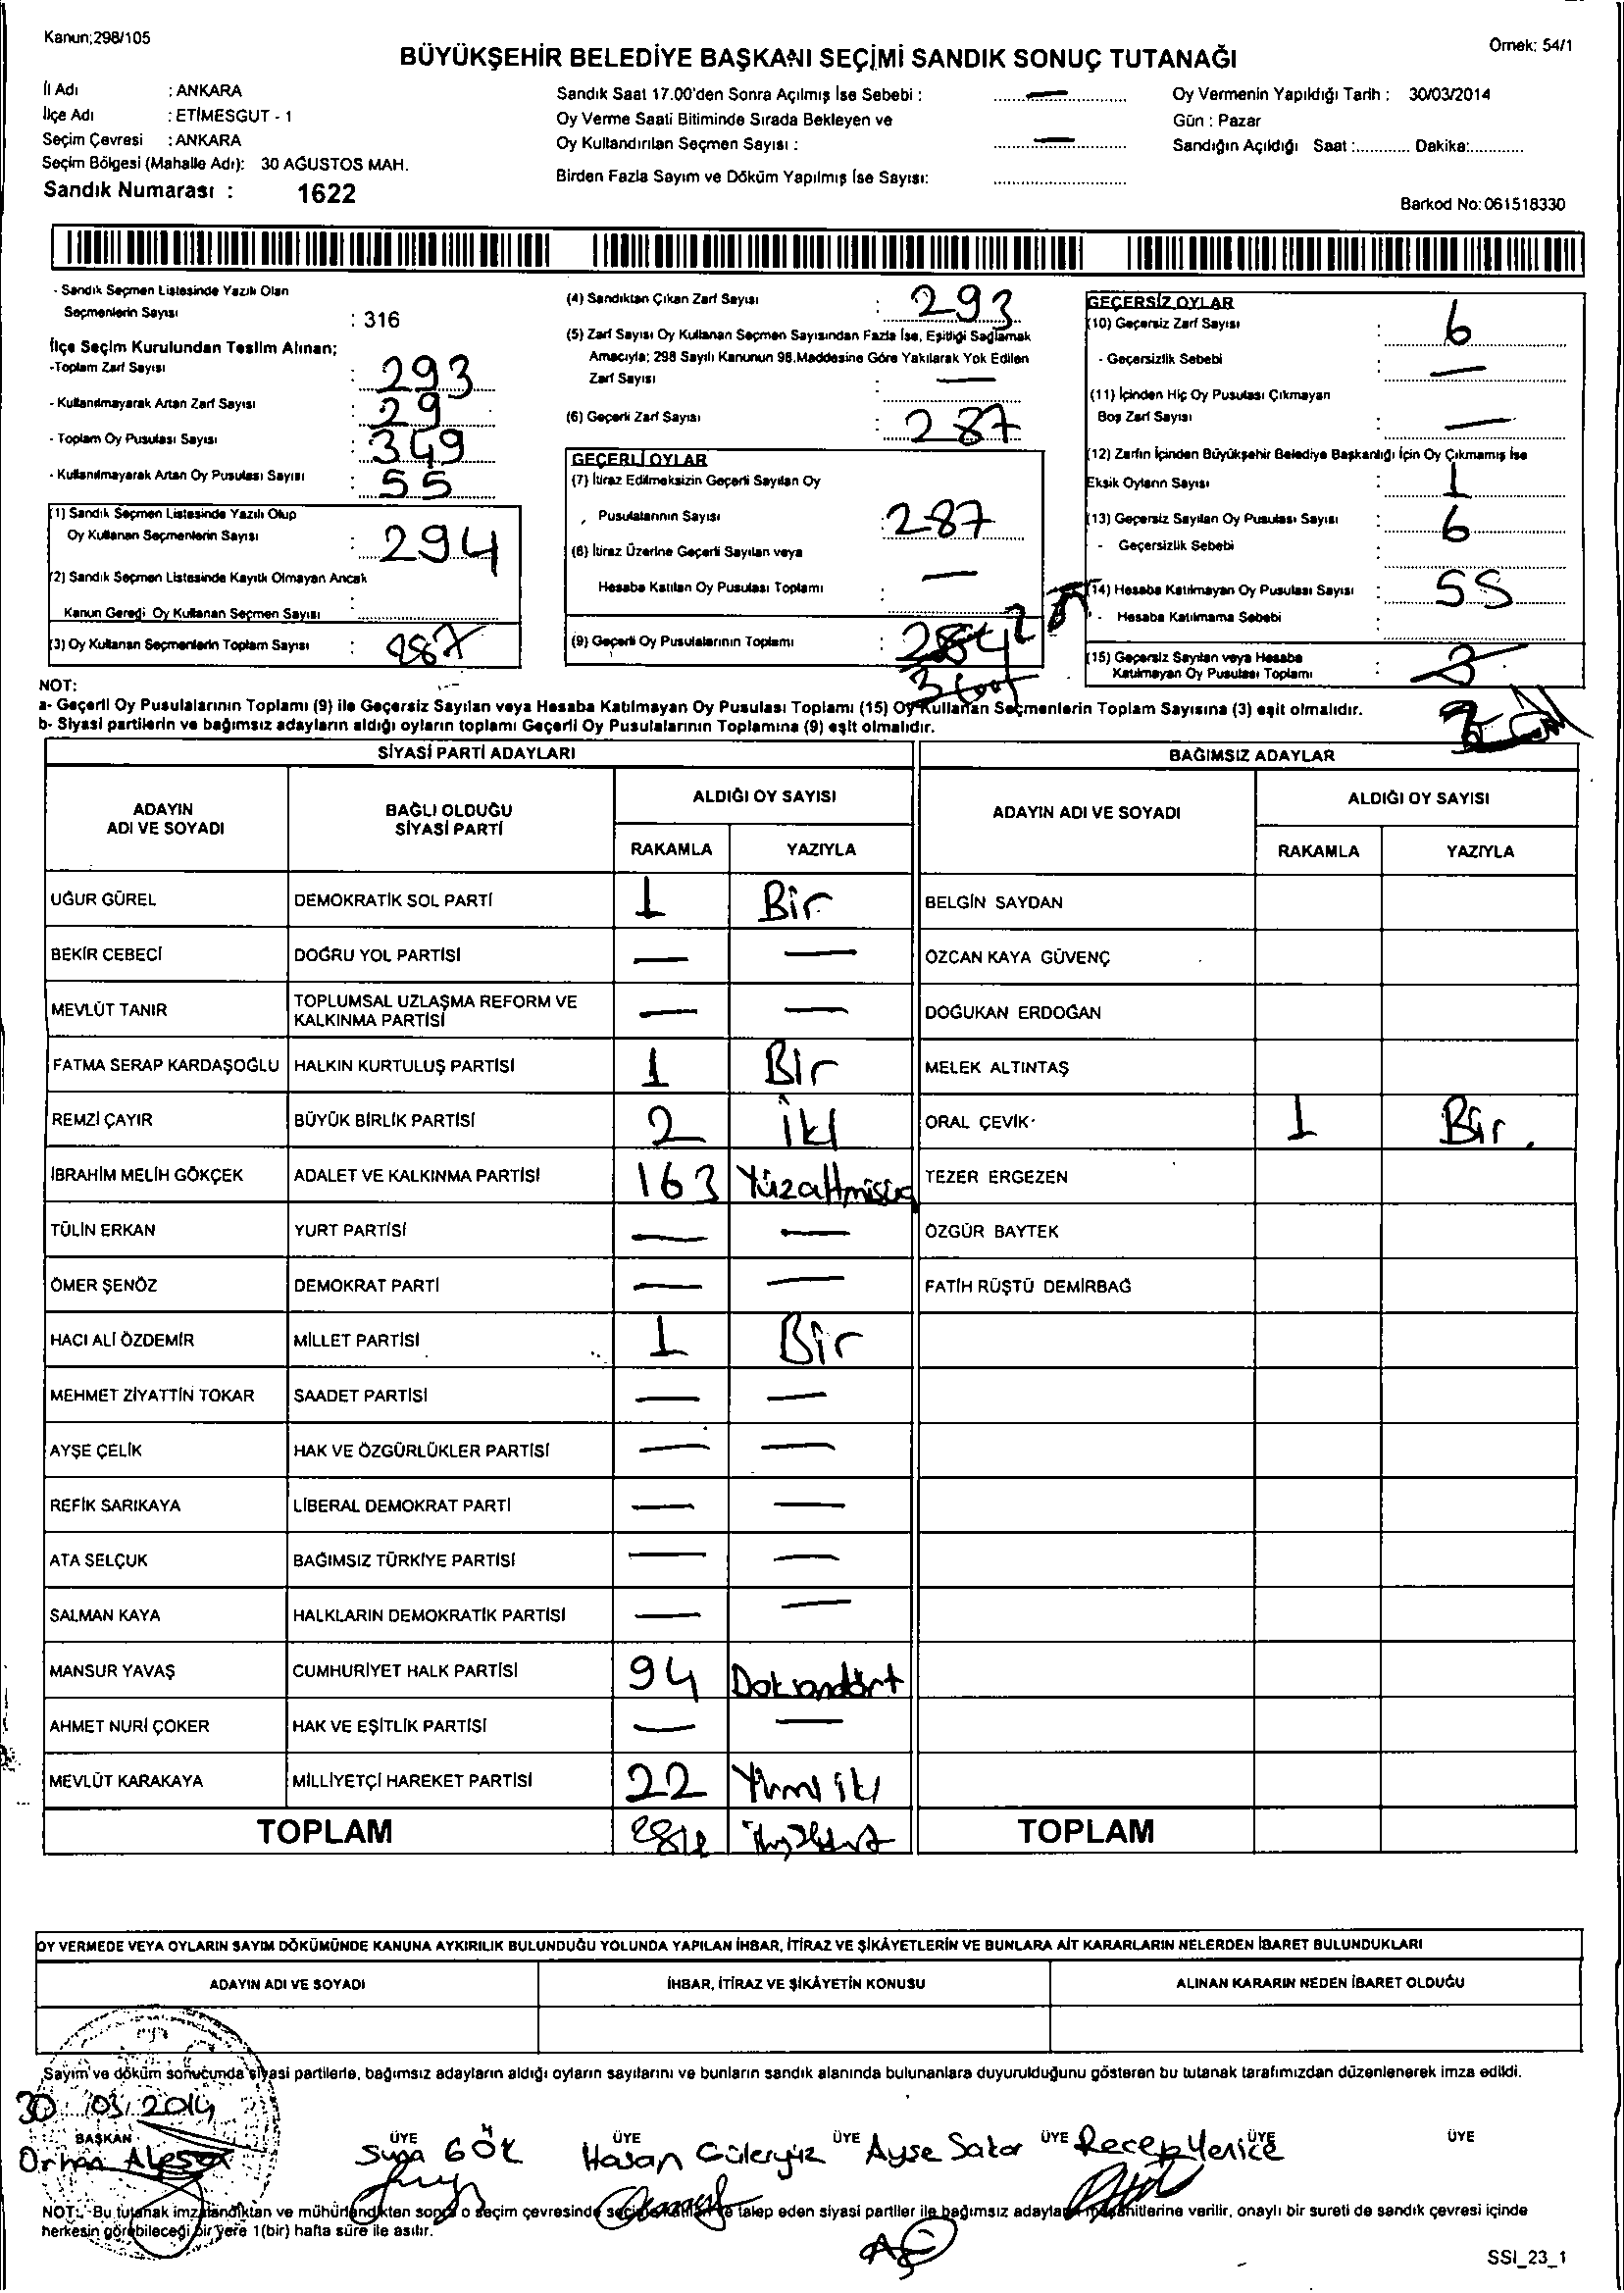 Kanun;298/105
Örnek: 54/1
BÜYÜKŞEHİR BELEDİYE BAŞKANI SEÇİMİ SANDIK SONUÇ TUTANAĞI
İl Adı : ANKARA
İlçe Adı : ETİMESGUT - 1
Seçim Çevresi : ANKARA
Seçim Bölgesi (Mahalle Adı): 30 AĞUSTOS MAH.
Sandık Numarası : 1622
Sandık Saat 17.00'den Sonra Açılmış İse Sebebi : —
Oy Verme Saati Bitiminde Sırada Bekleyen ve
Oy Kullandırılan Seçmen Sayısı : —
Birden Fazla Sayım ve Döküm Yapılmış İse Sayısı:
Oy Vermenin Yapıldığı Tarih : 30/03/2014
Gün : Pazar
Sandığın Açıldığı Saat :............ Dakika:............
Barkod No: 061518330
- Sandık Seçmen Listesinde Yazılı Olan
Seçmenlerin Sayısı : 316
İlçe Seçim Kurulundan Teslim Alınan;
-Toplam Zarf Sayısı : 293
- Kullanılmayarak Artan Zarf Sayısı : 29
- Toplam Oy Pusulası Sayısı : 349
- Kullanılmayarak Artan Oy Pusulası Sayısı : 55
(1) Sandık Seçmen Listesinde Yazılı Olup
Oy Kullanan Seçmenlerin Sayısı : 294
(2) Sandık Seçmen Listesinde Kayıtlı Olmayan Ancak
Kanun Gereği Oy Kullanan Seçmen Sayısı :
(3) Oy Kullanan Seçmenlerin Toplam Sayısı : 287
(4) Sandıktan Çıkan Zarf Sayısı : 293
(5) Zarf Sayısı Oy Kullanan Seçmen Sayısından Fazla İse, Eşitliği Sağlamak
Amacıyla; 298 Sayılı Kanunun 98.Maddesine Göre Yakılarak Yok Edilen
Zarf Sayısı : —
(6) Geçerli Zarf Sayısı : 287
GEÇERLİ OYLAR
(7) İtiraz Edilmeksizin Geçerli Sayılan Oy
Pusulalarının Sayısı : 287
(8) İtiraz Üzerine Geçerli Sayılan veya
Hesaba Katılan Oy Pusulası Toplamı : —
(9) Geçerli Oy Pusulalarının Toplamı : 284
GEÇERSİZ OYLAR
(10) Geçersiz Zarf Sayısı : 6
- Geçersizlik Sebebi : —
(11) İçinden Hiç Oy Pusulası Çıkmayan
Boş Zarf Sayısı : —
(12) Zarfın İçinden Büyükşehir Belediye Başkanlığı İçin Oy Çıkmamış İse
Eksik Oyların Sayısı : 1
(13) Geçersiz Sayılan Oy Pusulası Sayısı : 6
- Geçersizlik Sebebi :
(14) Hesaba Katılmayan Oy Pusulası Sayısı : 55
- Hesaba Katılmama Sebebi :
(15) Geçersiz Sayılan veya Hesaba
Katılmayan Oy Pusulası Toplamı : 3
NOT:
a- Geçerli Oy Pusulalarının Toplamı (9) ile Geçersiz Sayılan veya Hesaba Katılmayan Oy Pusulası Toplamı (15) Oy Kullanan Seçmenlerin Toplam Sayısına (3) eşit olmalıdır.
b- Siyasi partilerin ve bağımsız adayların aldığı oyların toplamı Geçerli Oy Pusulalarının Toplamına (9) eşit olmalıdır.
SİYASİ PARTİ ADAYLARI
ADAYIN ADI VE SOYADI BAĞLI OLDUĞU SİYASİ PARTİ ALDIĞI OY SAYISI
RAKAMLA YAZIYLA
UĞUR GÜREL DEMOKRATİK SOL PARTİ 1 Bir
BEKİR CEBECİ DOĞRU YOL PARTİSİ — —
MEVLÜT TANIR TOPLUMSAL UZLAŞMA REFORM VE KALKINMA PARTİSİ — —
FATMA SERAP KARDAŞOĞLU HALKIN KURTULUŞ PARTİSİ 1 Bir
REMZİ ÇAYIR BÜYÜK BİRLİK PARTİSİ 2 İki
İBRAHİM MELİH GÖKÇEK ADALET VE KALKINMA PARTİSİ 163 Yüzaltmışüç
TÜLİN ERKAN YURT PARTİSİ — —
ÖMER ŞENÖZ DEMOKRAT PARTİ — —
HACI ALİ ÖZDEMİR MİLLET PARTİSİ 1 Bir
MEHMET ZİYATTİN TOKAR SAADET PARTİSİ — —
AYŞE ÇELİK HAK VE ÖZGÜRLÜKLER PARTİSİ — —
REFİK SARIKAYA LİBERAL DEMOKRAT PARTİ — —
ATA SELÇUK BAĞIMSIZ TÜRKİYE PARTİSİ — —
SALMAN KAYA HALKLARIN DEMOKRATİK PARTİSİ — —
MANSUR YAVAŞ CUMHURİYET HALK PARTİSİ 94 Doksandört
AHMET NURİ ÇOKER HAK VE EŞİTLİK PARTİSİ — —
MEVLÜT KARAKAYA MİLLİYETÇİ HAREKET PARTİSİ 22 Yirmi iki
TOPLAM 284
BAĞIMSIZ ADAYLAR
ADAYIN ADI VE SOYADI ALDIĞI OY SAYISI
RAKAMLA YAZIYLA
BELGİN SAYDAN
ÖZCAN KAYA GÜVENÇ
DOĞUKAN ERDOĞAN
MELEK ALTINTAŞ
ORAL ÇEVİK 1 Bir.
TEZER ERGEZEN
ÖZGÜR BAYTEK
FATİH RÜŞTÜ DEMİRBAĞ
TOPLAM
OY VERMEDE VEYA OYLARIN SAYIM DÖKÜMÜNDE KANUNA AYKIRILIK BULUNDUĞU YOLUNDA YAPILAN İHBAR, İTİRAZ VE ŞİKÂYETLERİN VE BUNLARA AİT KARARLARIN NELERDEN İBARET BULUNDUKLARI
ADAYIN ADI VE SOYADI İHBAR, İTİRAZ VE ŞİKÂYETİN KONUSU ALINAN KARARIN NEDEN İBARET OLDUĞU
Sayım ve döküm sonucunda siyasi partilerle, bağımsız adayların aldığı oyların sayılarını ve bunların sandık alanında bulunanlara duyurulduğunu gösteren bu tutanak tarafımızdan düzenlenerek imza edildi.
30/03/2014
BAŞKAN ÜYE ÜYE ÜYE ÜYE ÜYE
Orhan Suna GÖK Hasan Ayşe Recep Yenice
NOT: Bu tutanak imzalandıktan ve mühürlendikten sonra o seçim çevresinde seçime katılan ve talep eden siyasi partiler ile bağımsız adayların müşahitlerine verilir, onaylı bir sureti de sandık çevresi içinde
herkesin görebileceği bir yere 1(bir) hafta süre ile asılır.
SSI_23_1